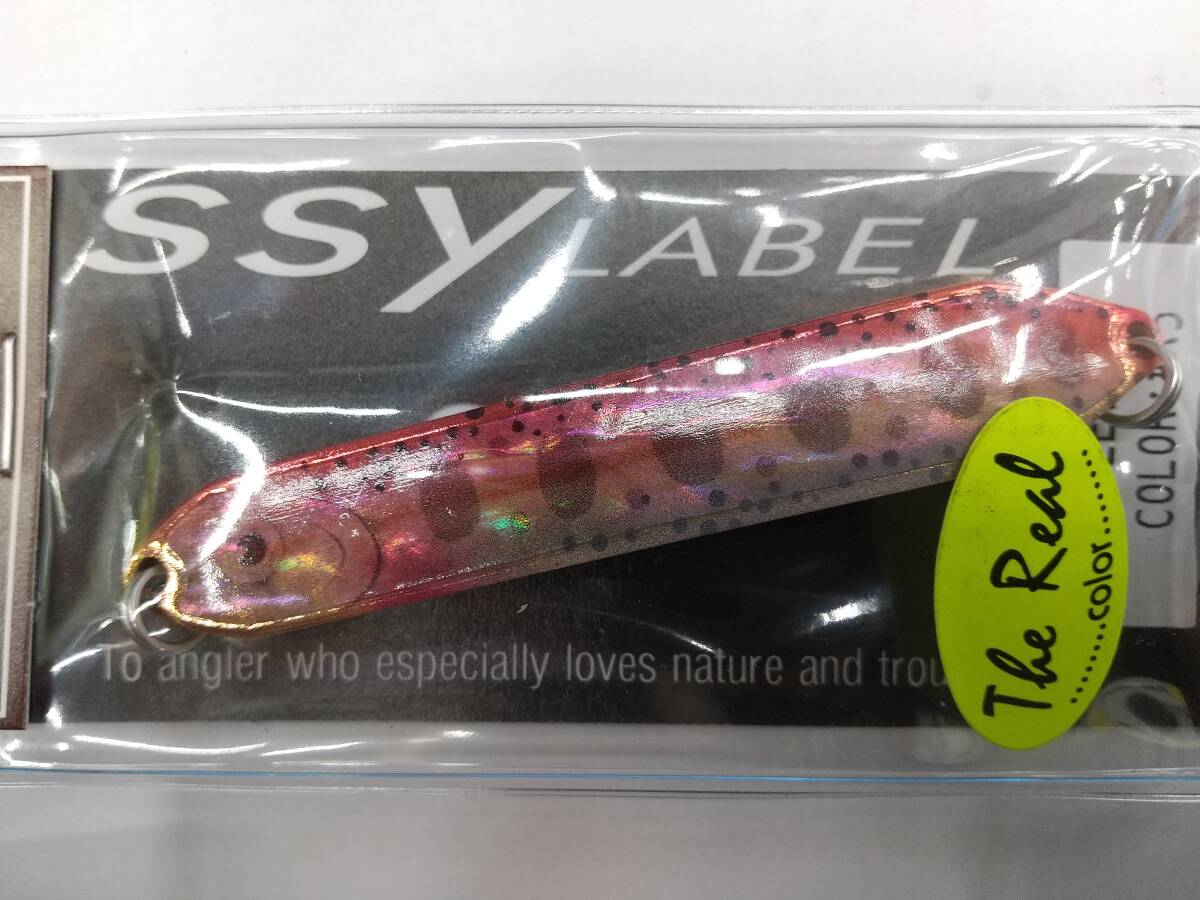 SSY LABEL
To angler who especially loves nature and trou
The Real
........color........
COLOR.